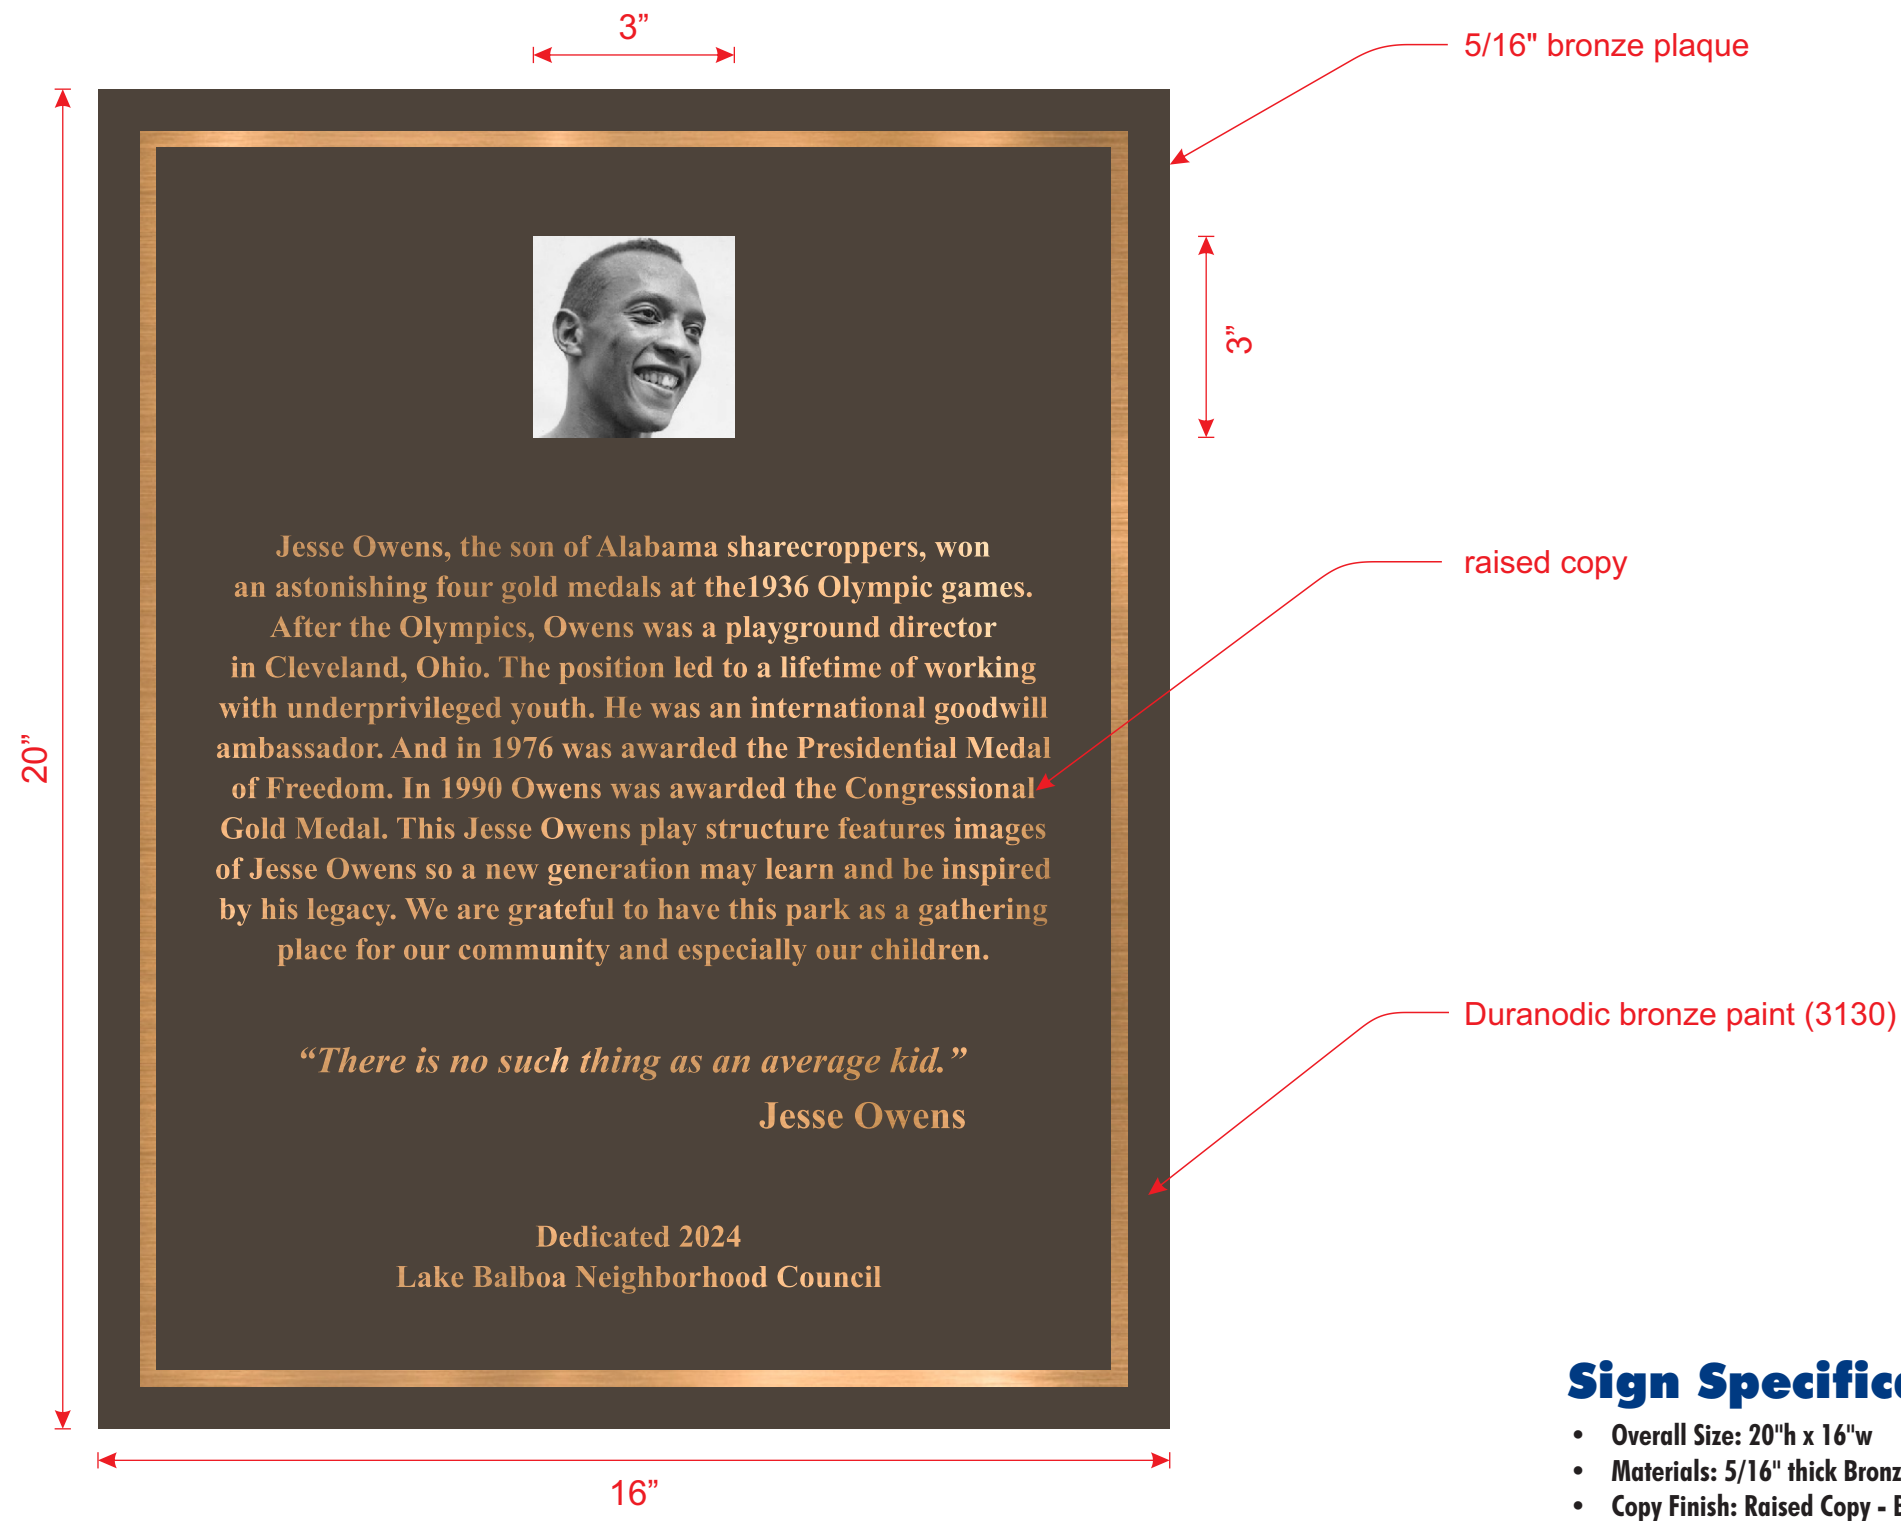 3”
5/16" bronze plaque
3”
Jesse Owens, the son of Alabama sharecroppers, won
an astonishing four gold medals at the1936 Olympic games.
After the Olympics, Owens was a playground director
in Cleveland, Ohio. The position led to a lifetime of working
with underprivileged youth. He was an international goodwill
ambassador. And in 1976 was awarded the Presidential Medal
of Freedom. In 1990 Owens was awarded the Congressional
Gold Medal. This Jesse Owens play structure features images
of Jesse Owens so a new generation may learn and be inspired
by his legacy. We are grateful to have this park as a gathering
place for our community and especially our children.
raised copy
20”
“There is no such thing as an average kid.”
Jesse Owens
Duranodic bronze paint (3130)
Dedicated 2024
Lake Balboa Neighborhood Council
16”
Sign
• Overall Size: 20"h x 16"w
• Materials: 5/16" thick
• Copy Finish: Raised Copy -